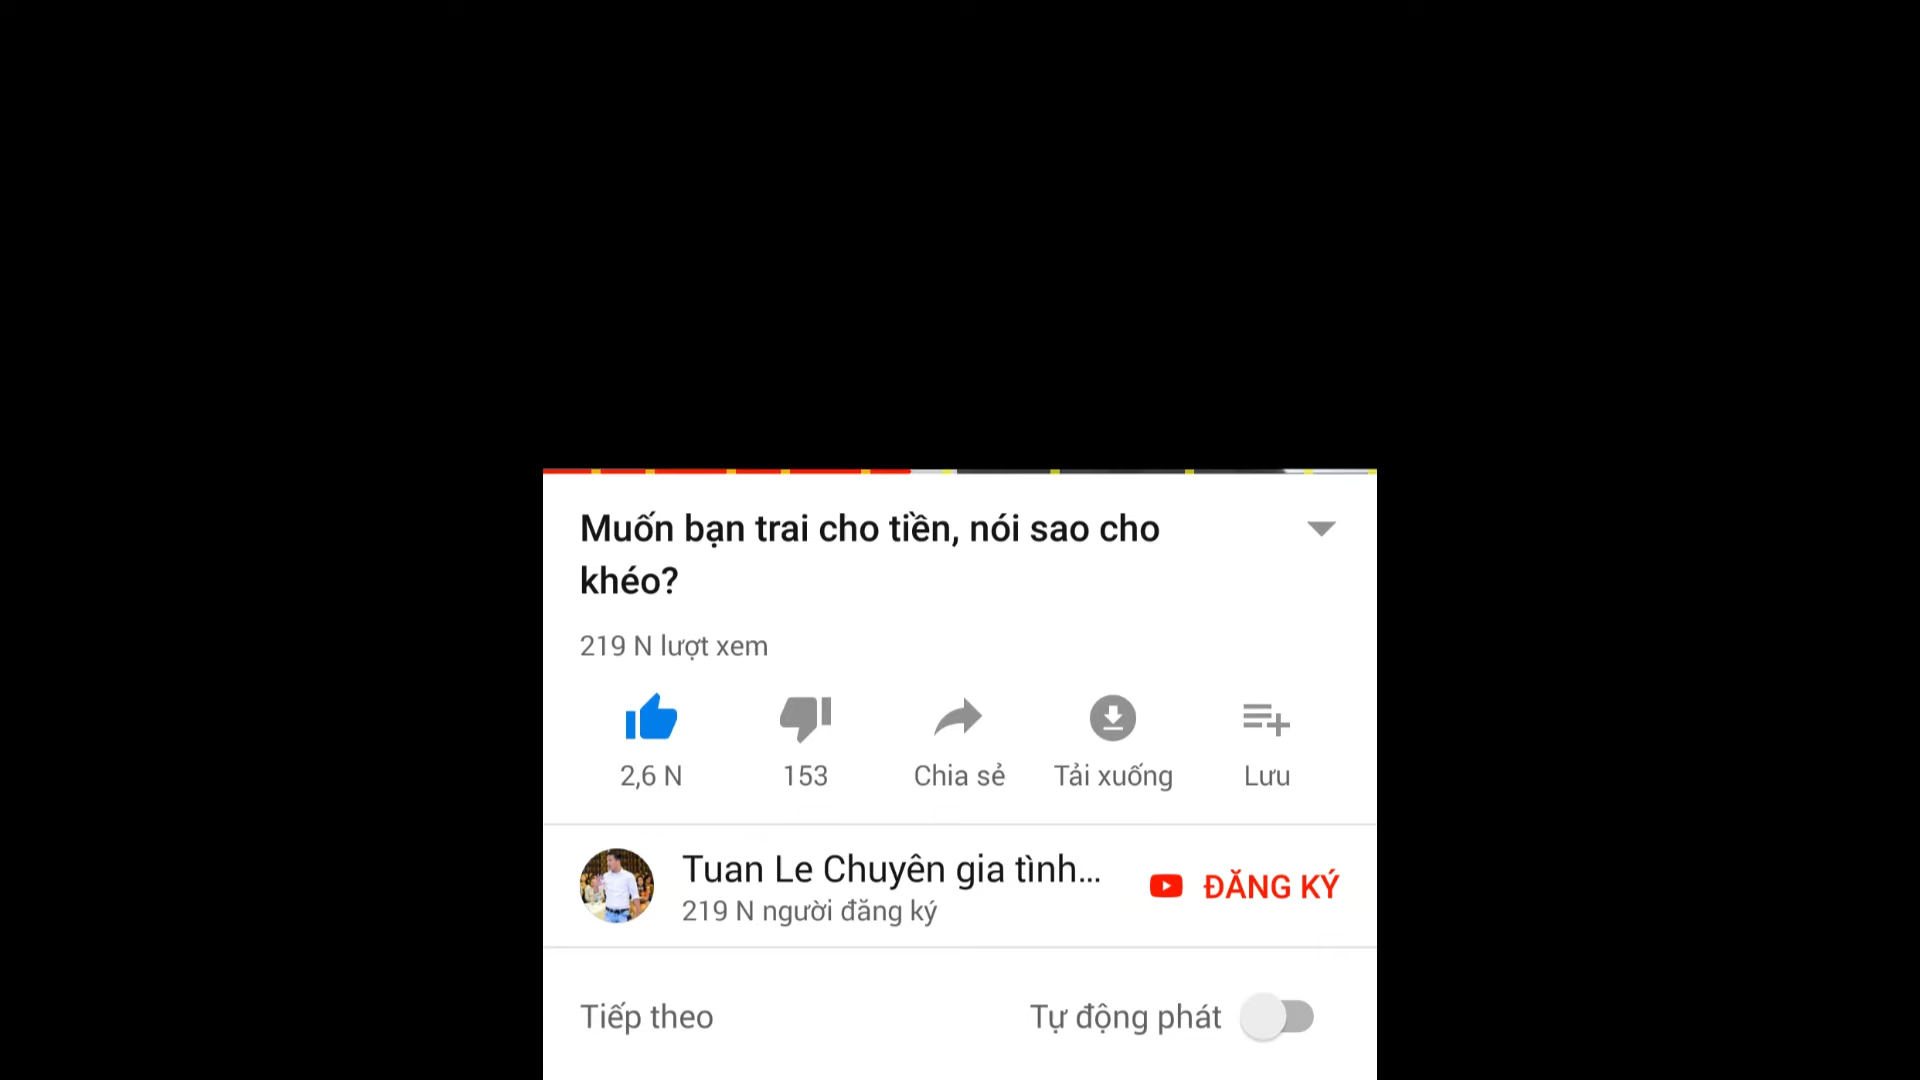 Muốn bạn trai cho tiền, nói sao cho
khéo?
219 N lượt xem
2,6 N
153
Chia sẻ
Tải xuống
Lưu
Tuan Le Chuyên gia tình...
219 N người đăng ký
ĐĂNG KÝ
Tiếp theo
Tự động phát